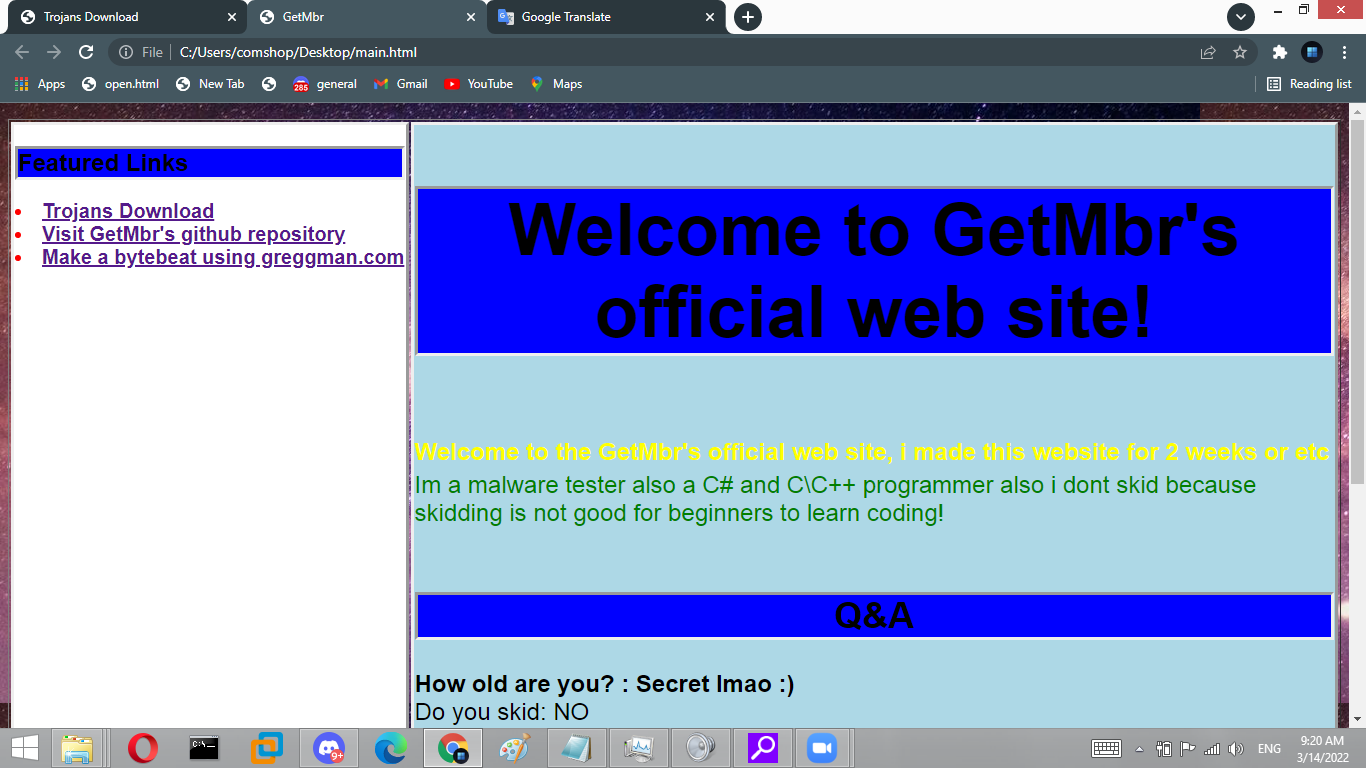 Trojans Download
GetMbr
Google Translate
File
C:/Users/comshop/Desktop/main.html
Apps
open.html
New Tab
285
general
Gmail
YouTube
Maps
Reading list
Featured Links
Trojans Download
Visit GetMbr's github repository
Make a bytebeat using greggman.com
Welcome to GetMbr's
official web site!
Welcome to the GetMbr's official web site, i made this website for 2 weeks or etc
Im a malware tester also a C# and C\C++ programmer also i dont skid because
skidding is not good for beginners to learn coding!
Q&A
How old are you? : Secret lmao :)
Do you skid: NO
C:\_
9+
ENG
9:20 AM
3/14/2022